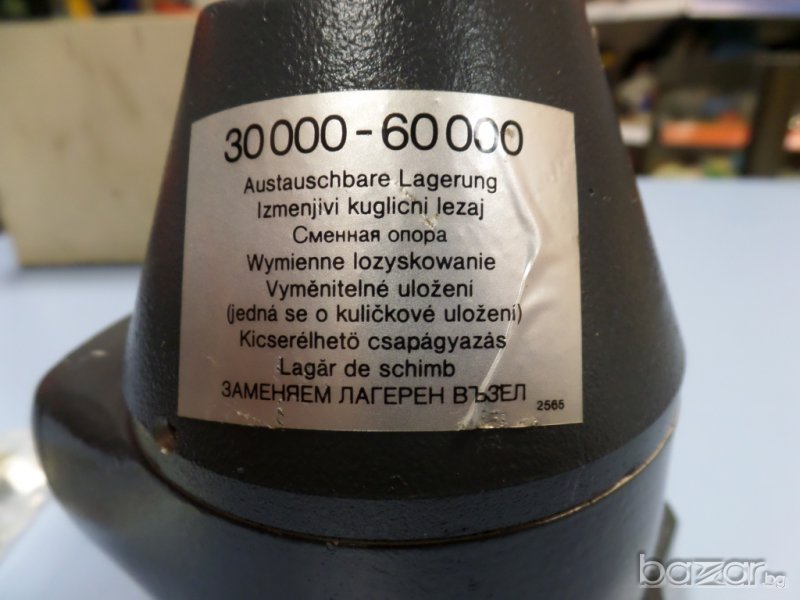 30000-60000
Austauschbare Lagerung
Izmenjivi kuglicni lezaj
Сменная опора
Wymienne lozyskowanie
Vyměnitelné uložení
(jedná se o kuličkové uložení)
Kicserélhetö csapágyazás
Lagăr de schimb
ЗАМЕНЯЕМ ЛАГЕРЕН ВЪЗЕЛ
2565
bazar.bg